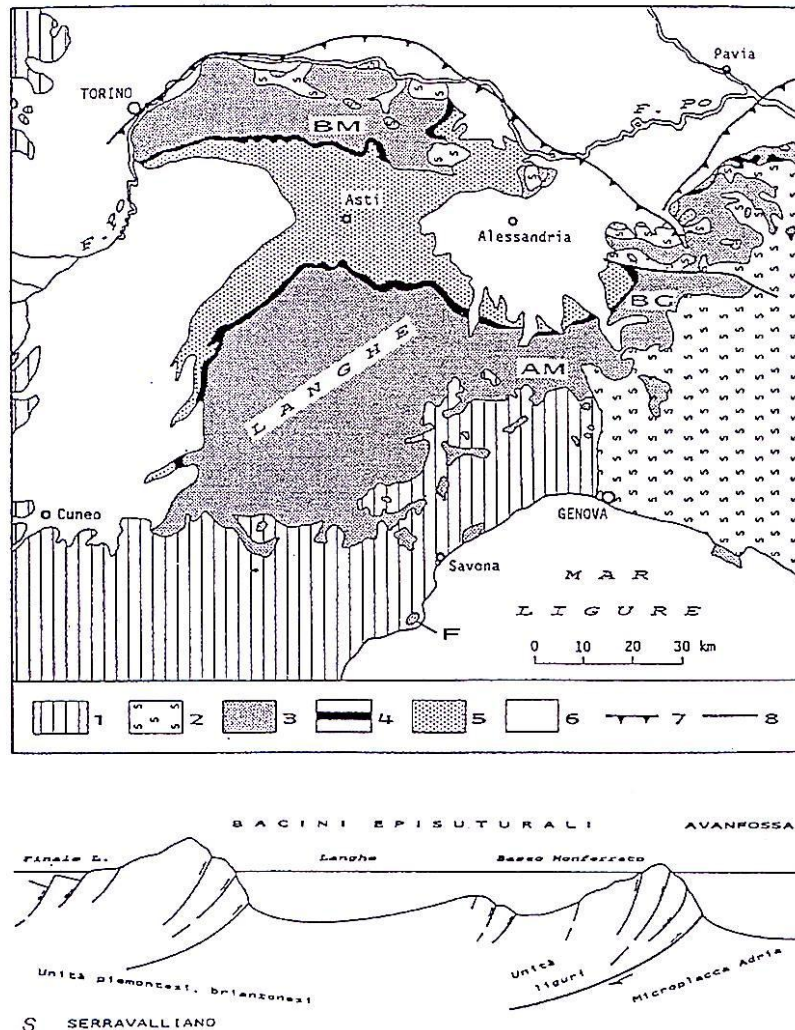 Pavia
TORINO
F. PO
BM
F. PO
Asti
Alessandria
BC
LANGHE
AM
Cuneo
GENOVA
Savona
MAR
LIGURE
F
0 10 20 30 km
1 2 3 4 5 6 7 8
BACINI EPISUTURALI AVANFOSSA
Finale L. Langhe Basso Monferrato
Unità piemontesi, brianzonesi
Unità
liguri
Microplacca Adria
S SERRAVALLIANO